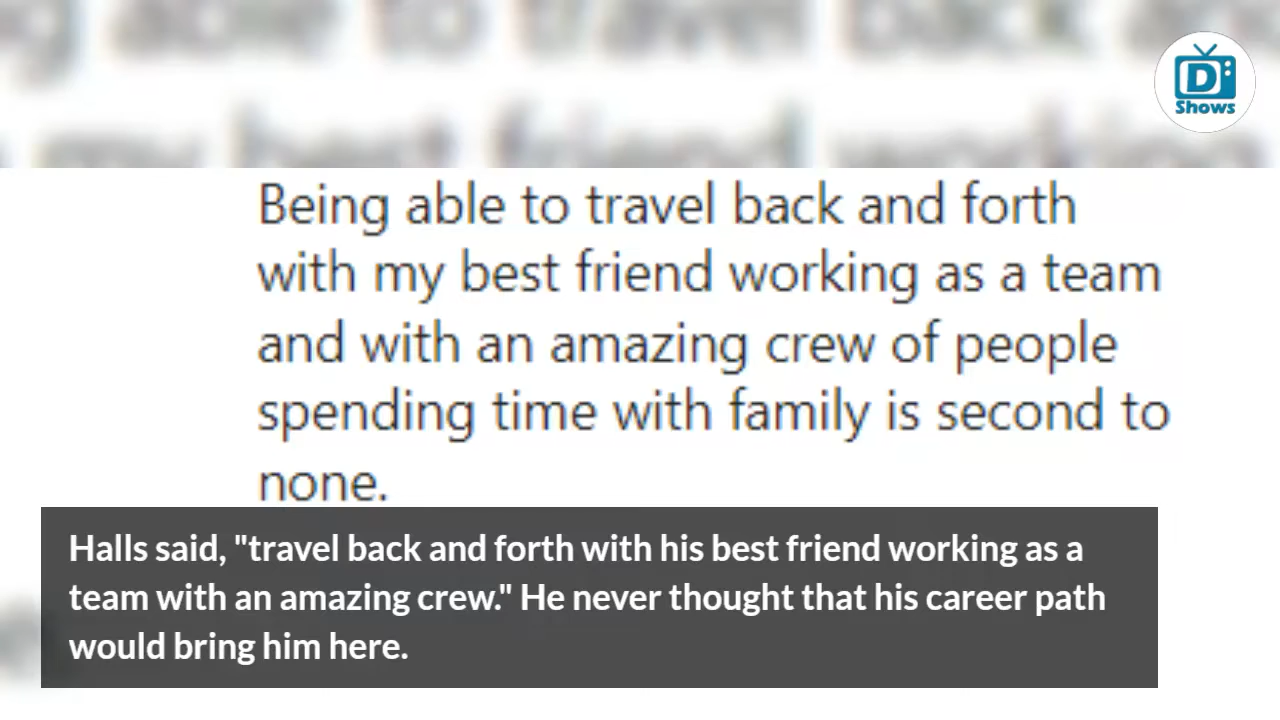 D
Shows
Being able to travel back and forth
with my best friend working as a team
and with an amazing crew of people
spending time with family is second to
none.
Halls said, "travel back and forth with his best friend working as a
team with an amazing crew." He never thought that his career path
would bring him here.